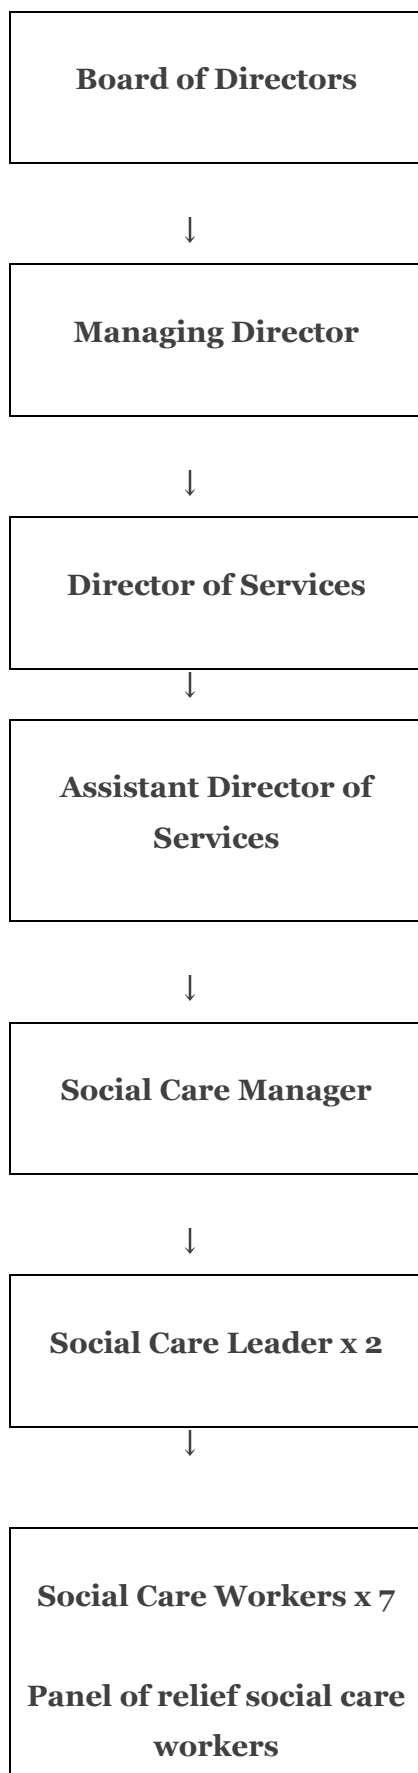 Board of Directors
↓
Managing Director
↓
Director of Services
↓
Assistant Director of
Services
↓
Social Care Manager
↓
Social Care Leader x 2
↓
Social Care Workers x 7
Panel of relief social care
workers